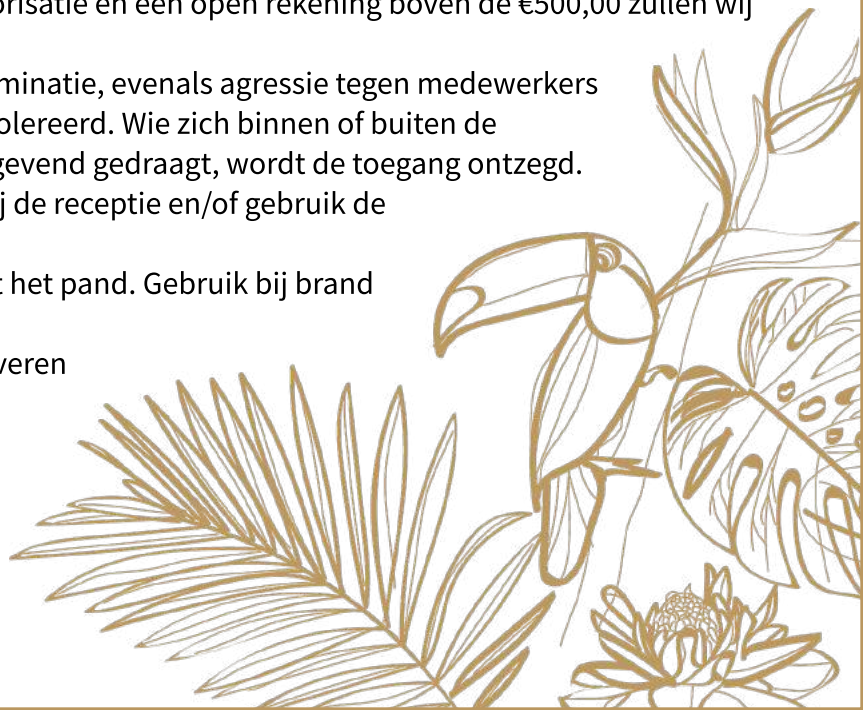 orisatie en een open rekening boven de €500,00 zullen wij
minatie, evenals agressie tegen medewerkers
olereerd. Wie zich binnen of buiten de
gevend gedraagt, wordt de toegang ontzegd.
j de receptie en/of gebruik de
t het pand. Gebruik bij brand
veren